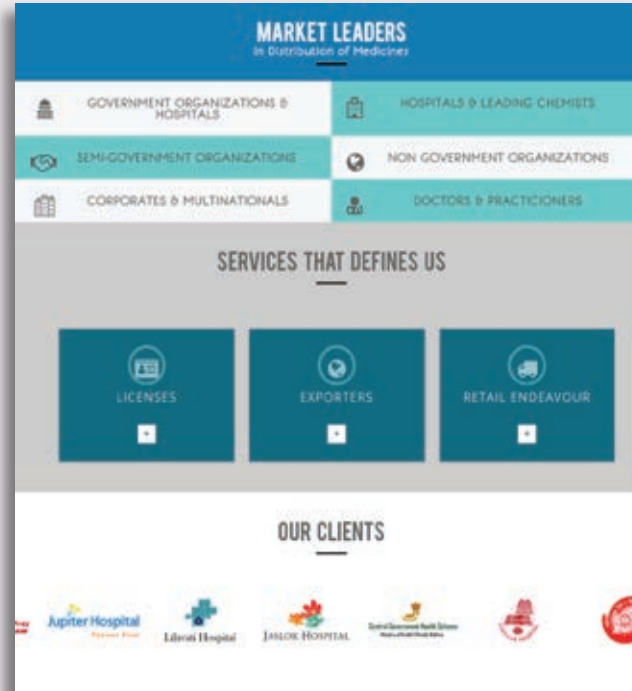 MARKET LEADERS
in Distribution of Medicines
GOVERNMENT ORGANIZATIONS &
HOSPITALS
HOSPITALS & LEADING CHEMISTS
SEMI-GOVERNMENT ORGANIZATIONS
NON GOVERNMENT ORGANIZATIONS
CORPORATES & MULTINATIONALS
DOCTORS & PRACTICIONERS
SERVICES THAT DEFINES US
LICENSES
EXPORTERS
RETAIL ENDEAVOUR
+
+
+
OUR CLIENTS
Jupiter Hospital
Patient First
Lilavati Hospital
JASLOK HOSPITAL
Central Government Health Scheme